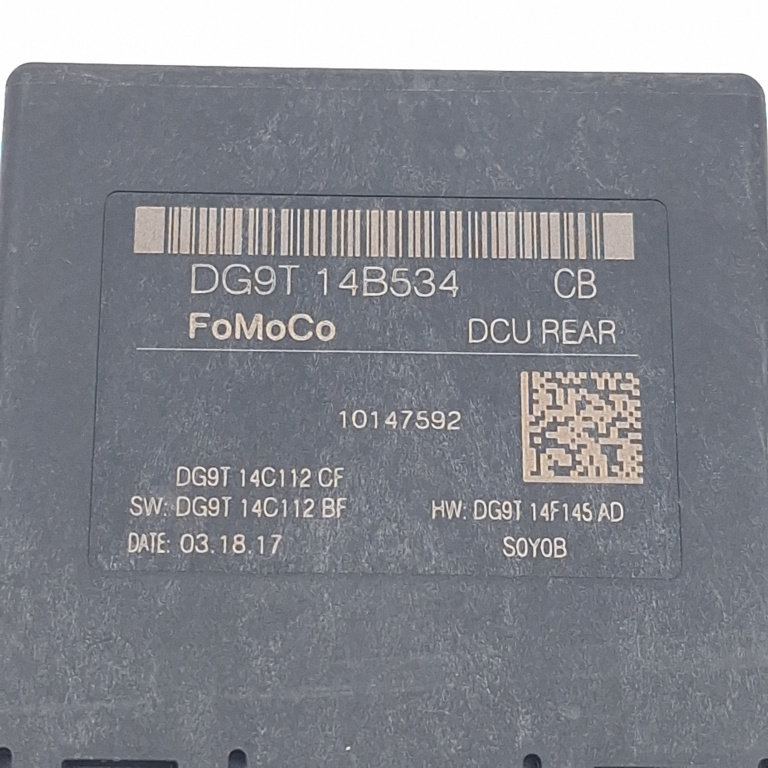 DG9T 14B534 CB
FoMoCo DCU REAR
10147592
DG9T 14C112 CF
SW: DG9T 14C112 BF HW: DG9T 14F145 AD
DATE: 03.18.17 S0Y0B